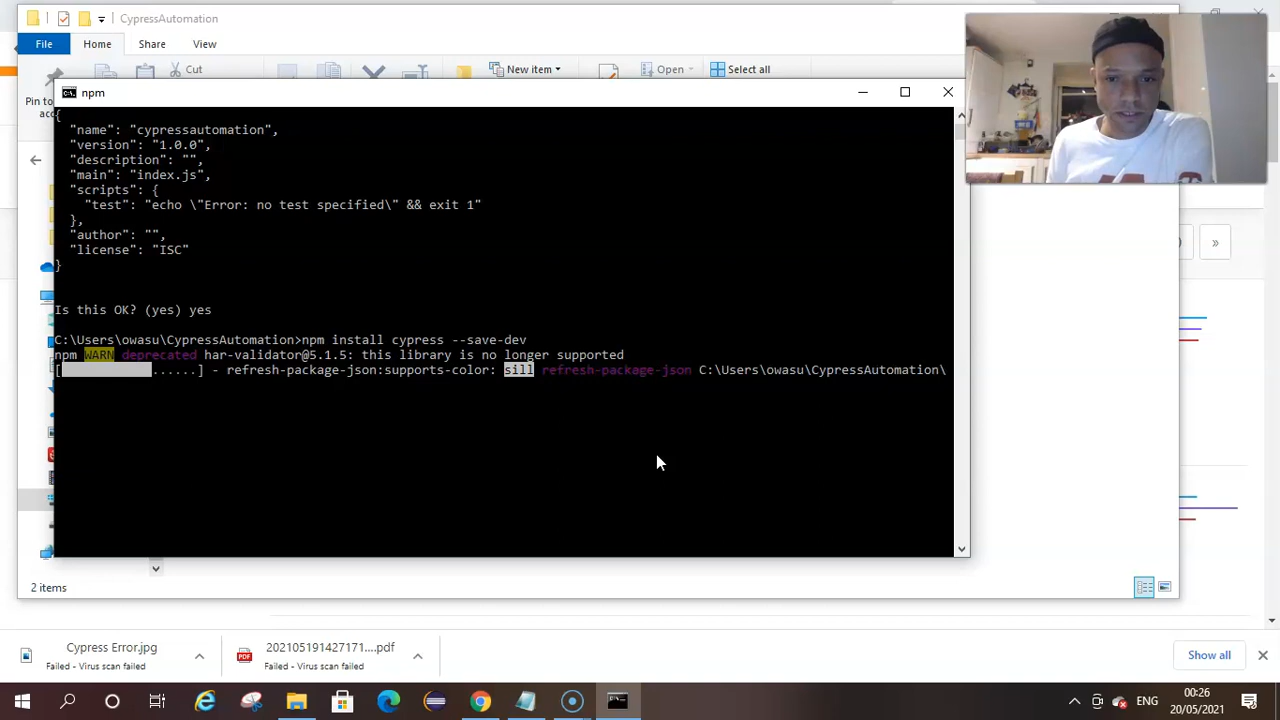 CypressAutomation
File Home Share View
Cut
New item
Open
Select all
Pin to
npm
{
"name": "cypressautomation",
"version": "1.0.0",
"description": "",
"main": "index.js",
"scripts": {
"test": "echo \"Error: no test specified\" && exit 1"
},
"author": "",
"license": "ISC"
}
Is this OK? (yes) yes
C:\Users\owasu\CypressAutomation>npm install cypress --save-dev
npm WARN deprecated har-validator@5.1.5: this library is no longer supported
[..................] - refresh-package-json:supports-color: sill refresh-package-json C:\Users\owasu\CypressAutomation\
2 items
Cypress Error.jpg
Failed - Virus scan failed
202105191427171....pdf
Failed - Virus scan failed
Show all
ENG
00:26
20/05/2021